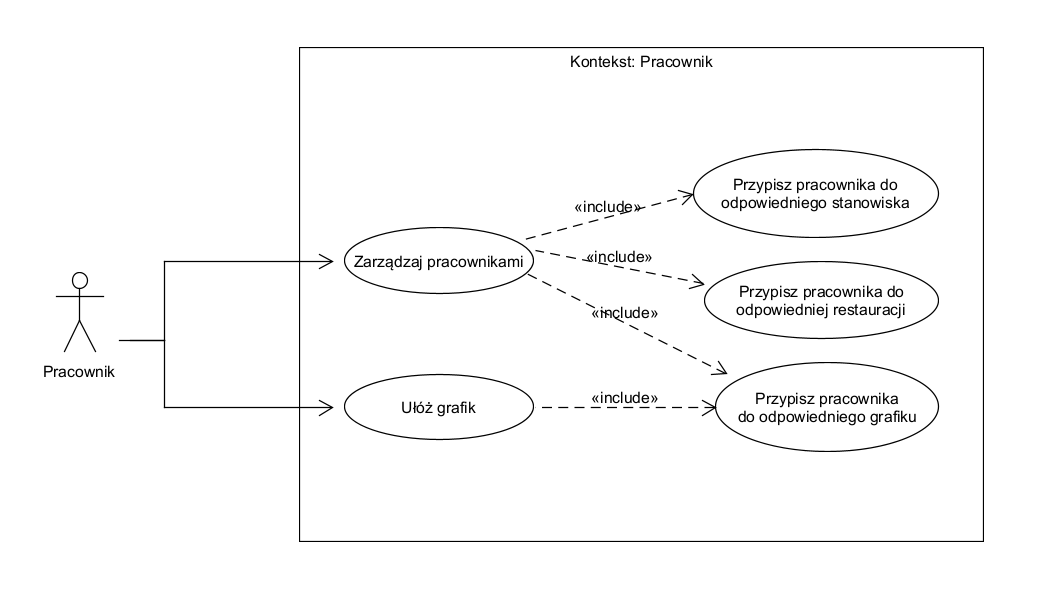 Kontekst: Pracownik
Przypisz pracownika do
odpowiedniego stanowiska
«include»
Zarządzaj pracownikami
«include»
Przypisz pracownika do
odpowiedniej restauracji
«include»
Pracownik
Ułóż grafik
«include»
Przypisz pracownika
do odpowiedniego grafiku